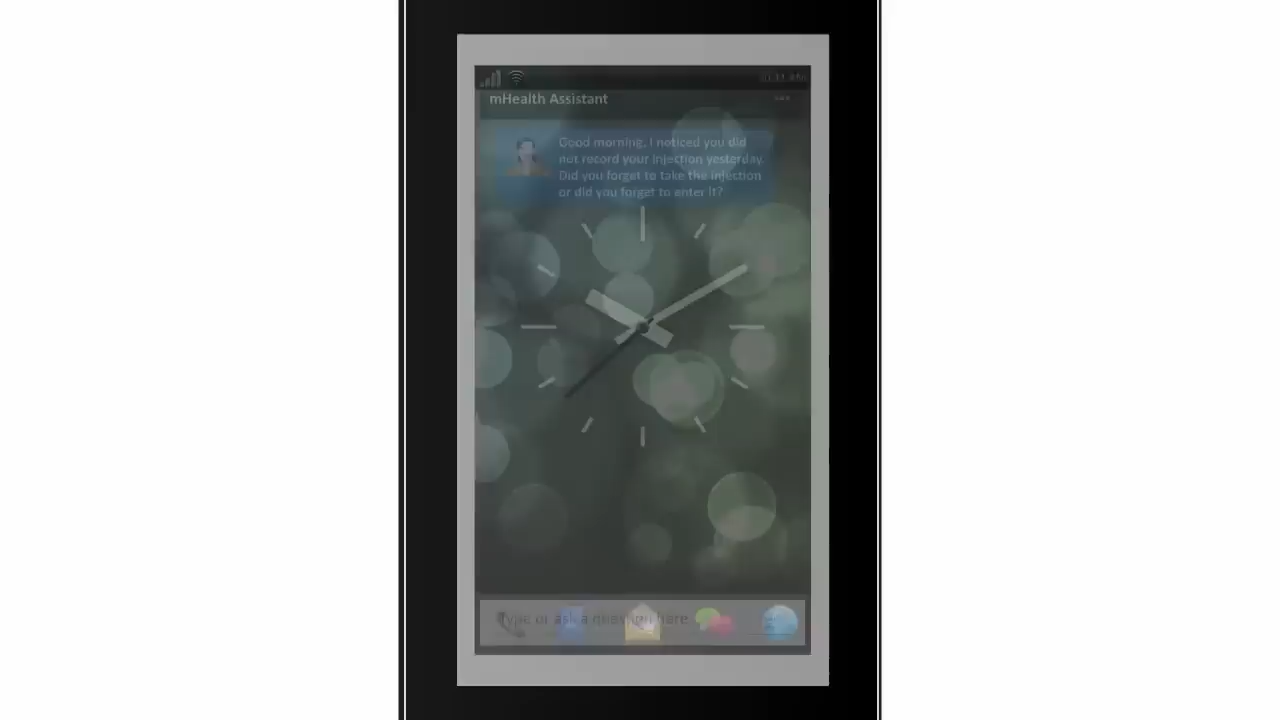 mHealth Assistant
Good morning, I noticed you did
not record your injection yesterday.
Did you forget to take the injection
or did you forget to enter it?
Type or ask a question here